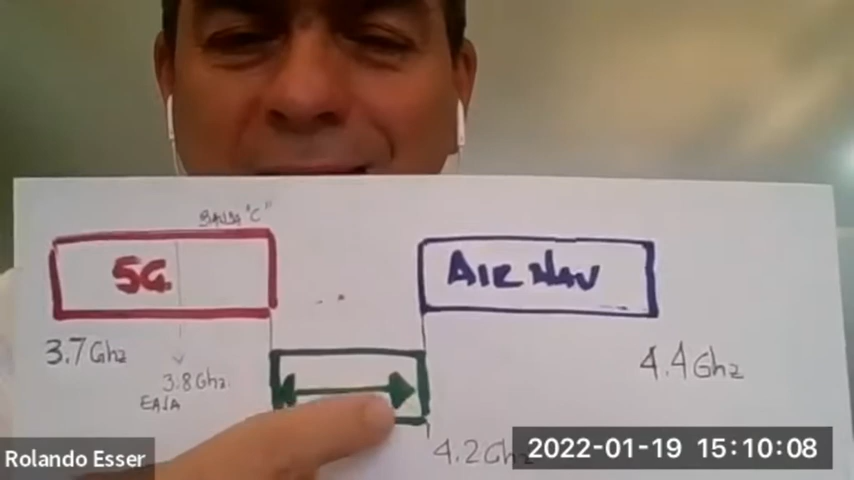 BANDA "C"
5G
AIR NAV
3.7 Ghz
3.8 Ghz
EASA
4.4 Ghz
4.2 Ghz
2022-01-19 15:10:08
Rolando Esser